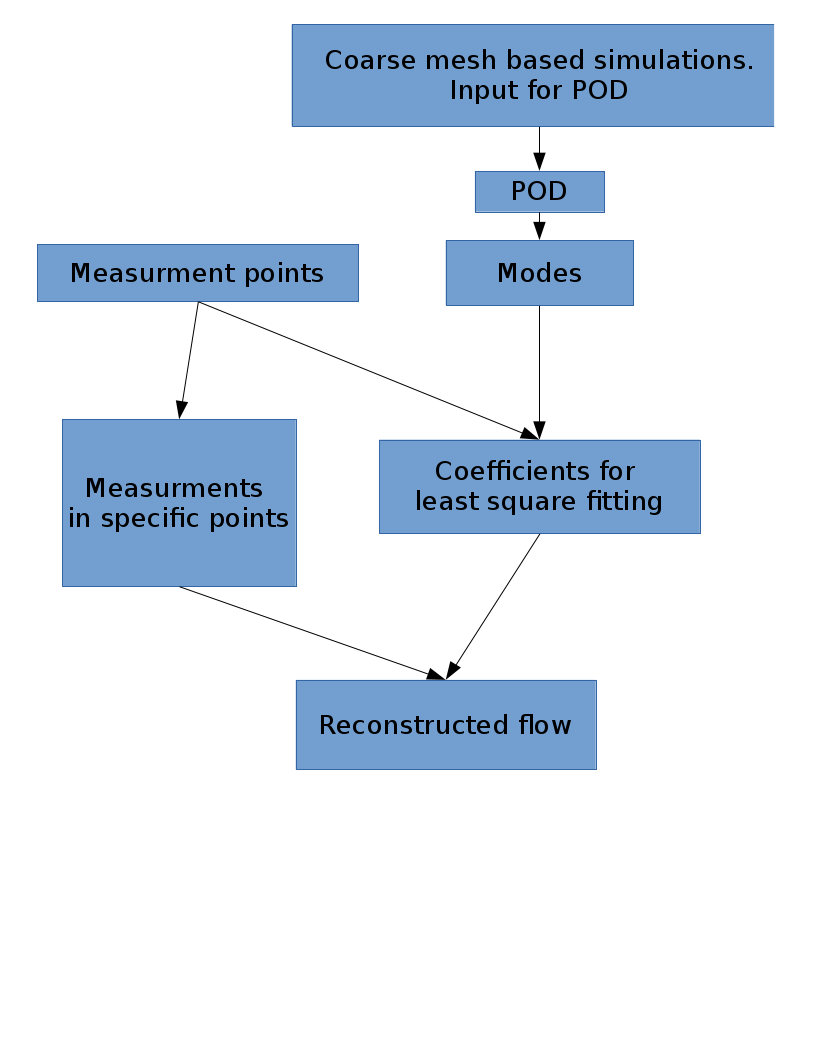 Coarse mesh based simulations.
Input for POD
POD
Measurment points
Modes
Measurments
in specific points
Coefficients for
least square fitting
Reconstructed flow